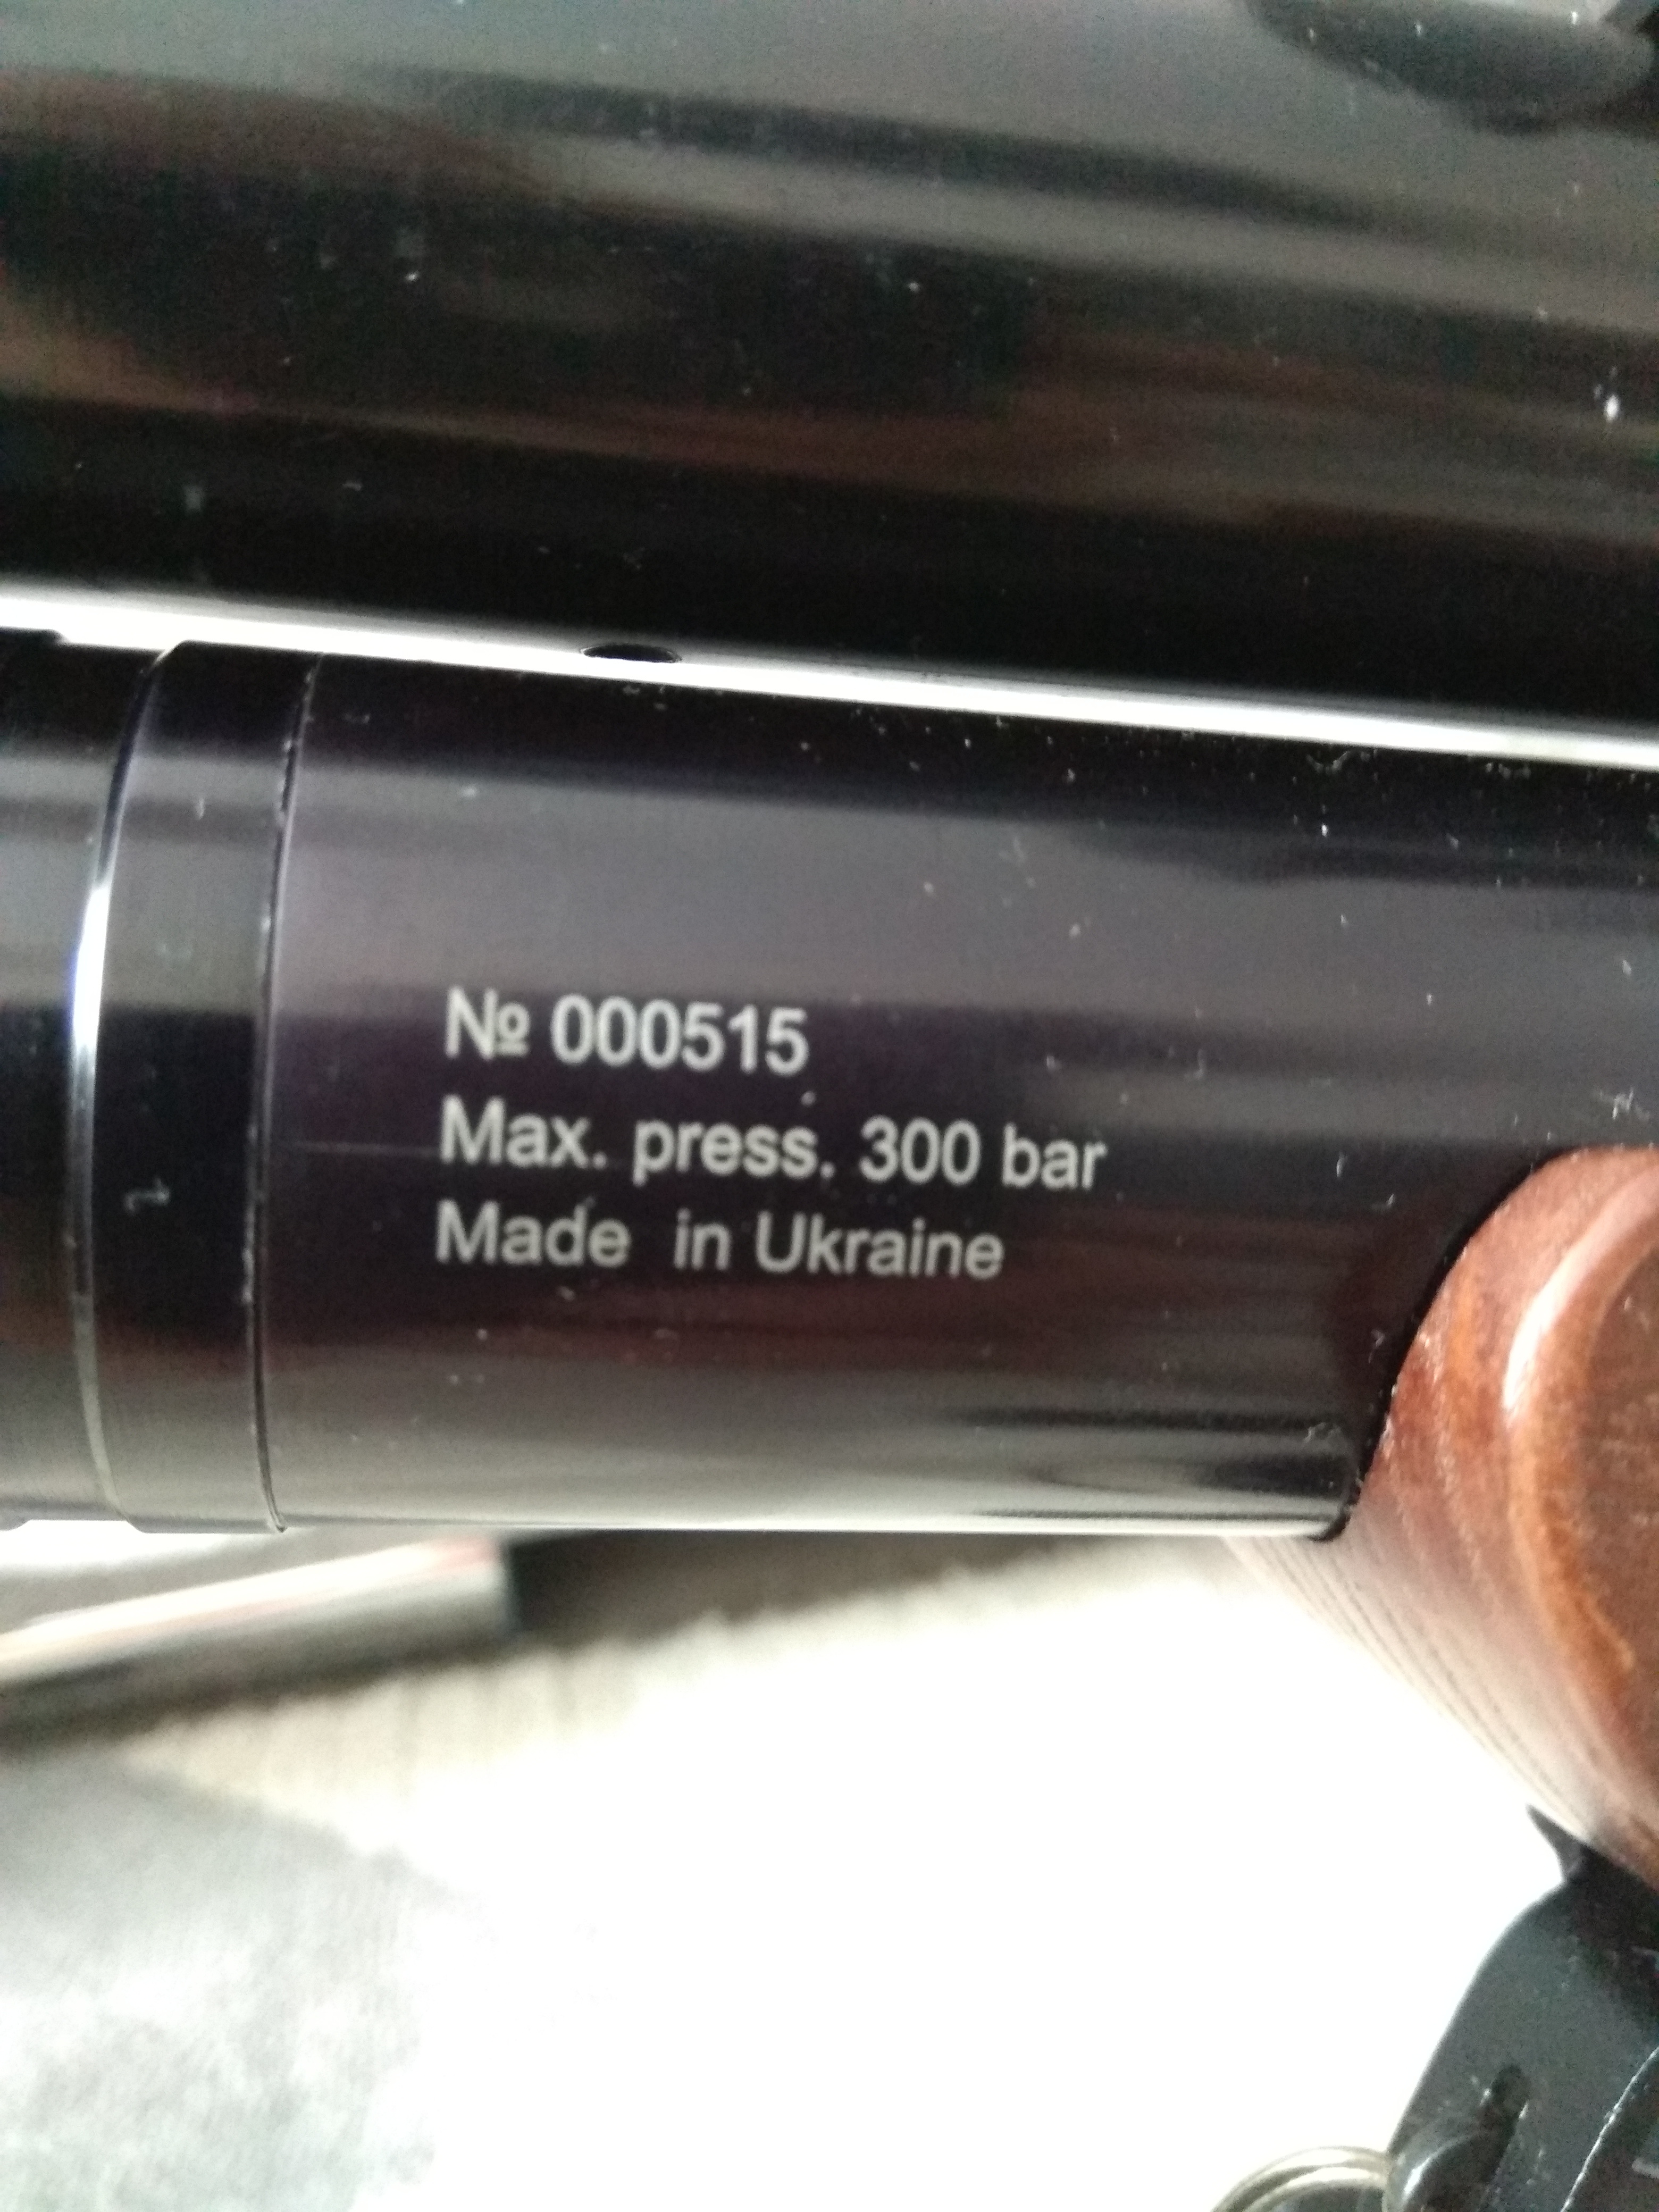 № 000515
Max. press. 300 bar
Made in Ukraine